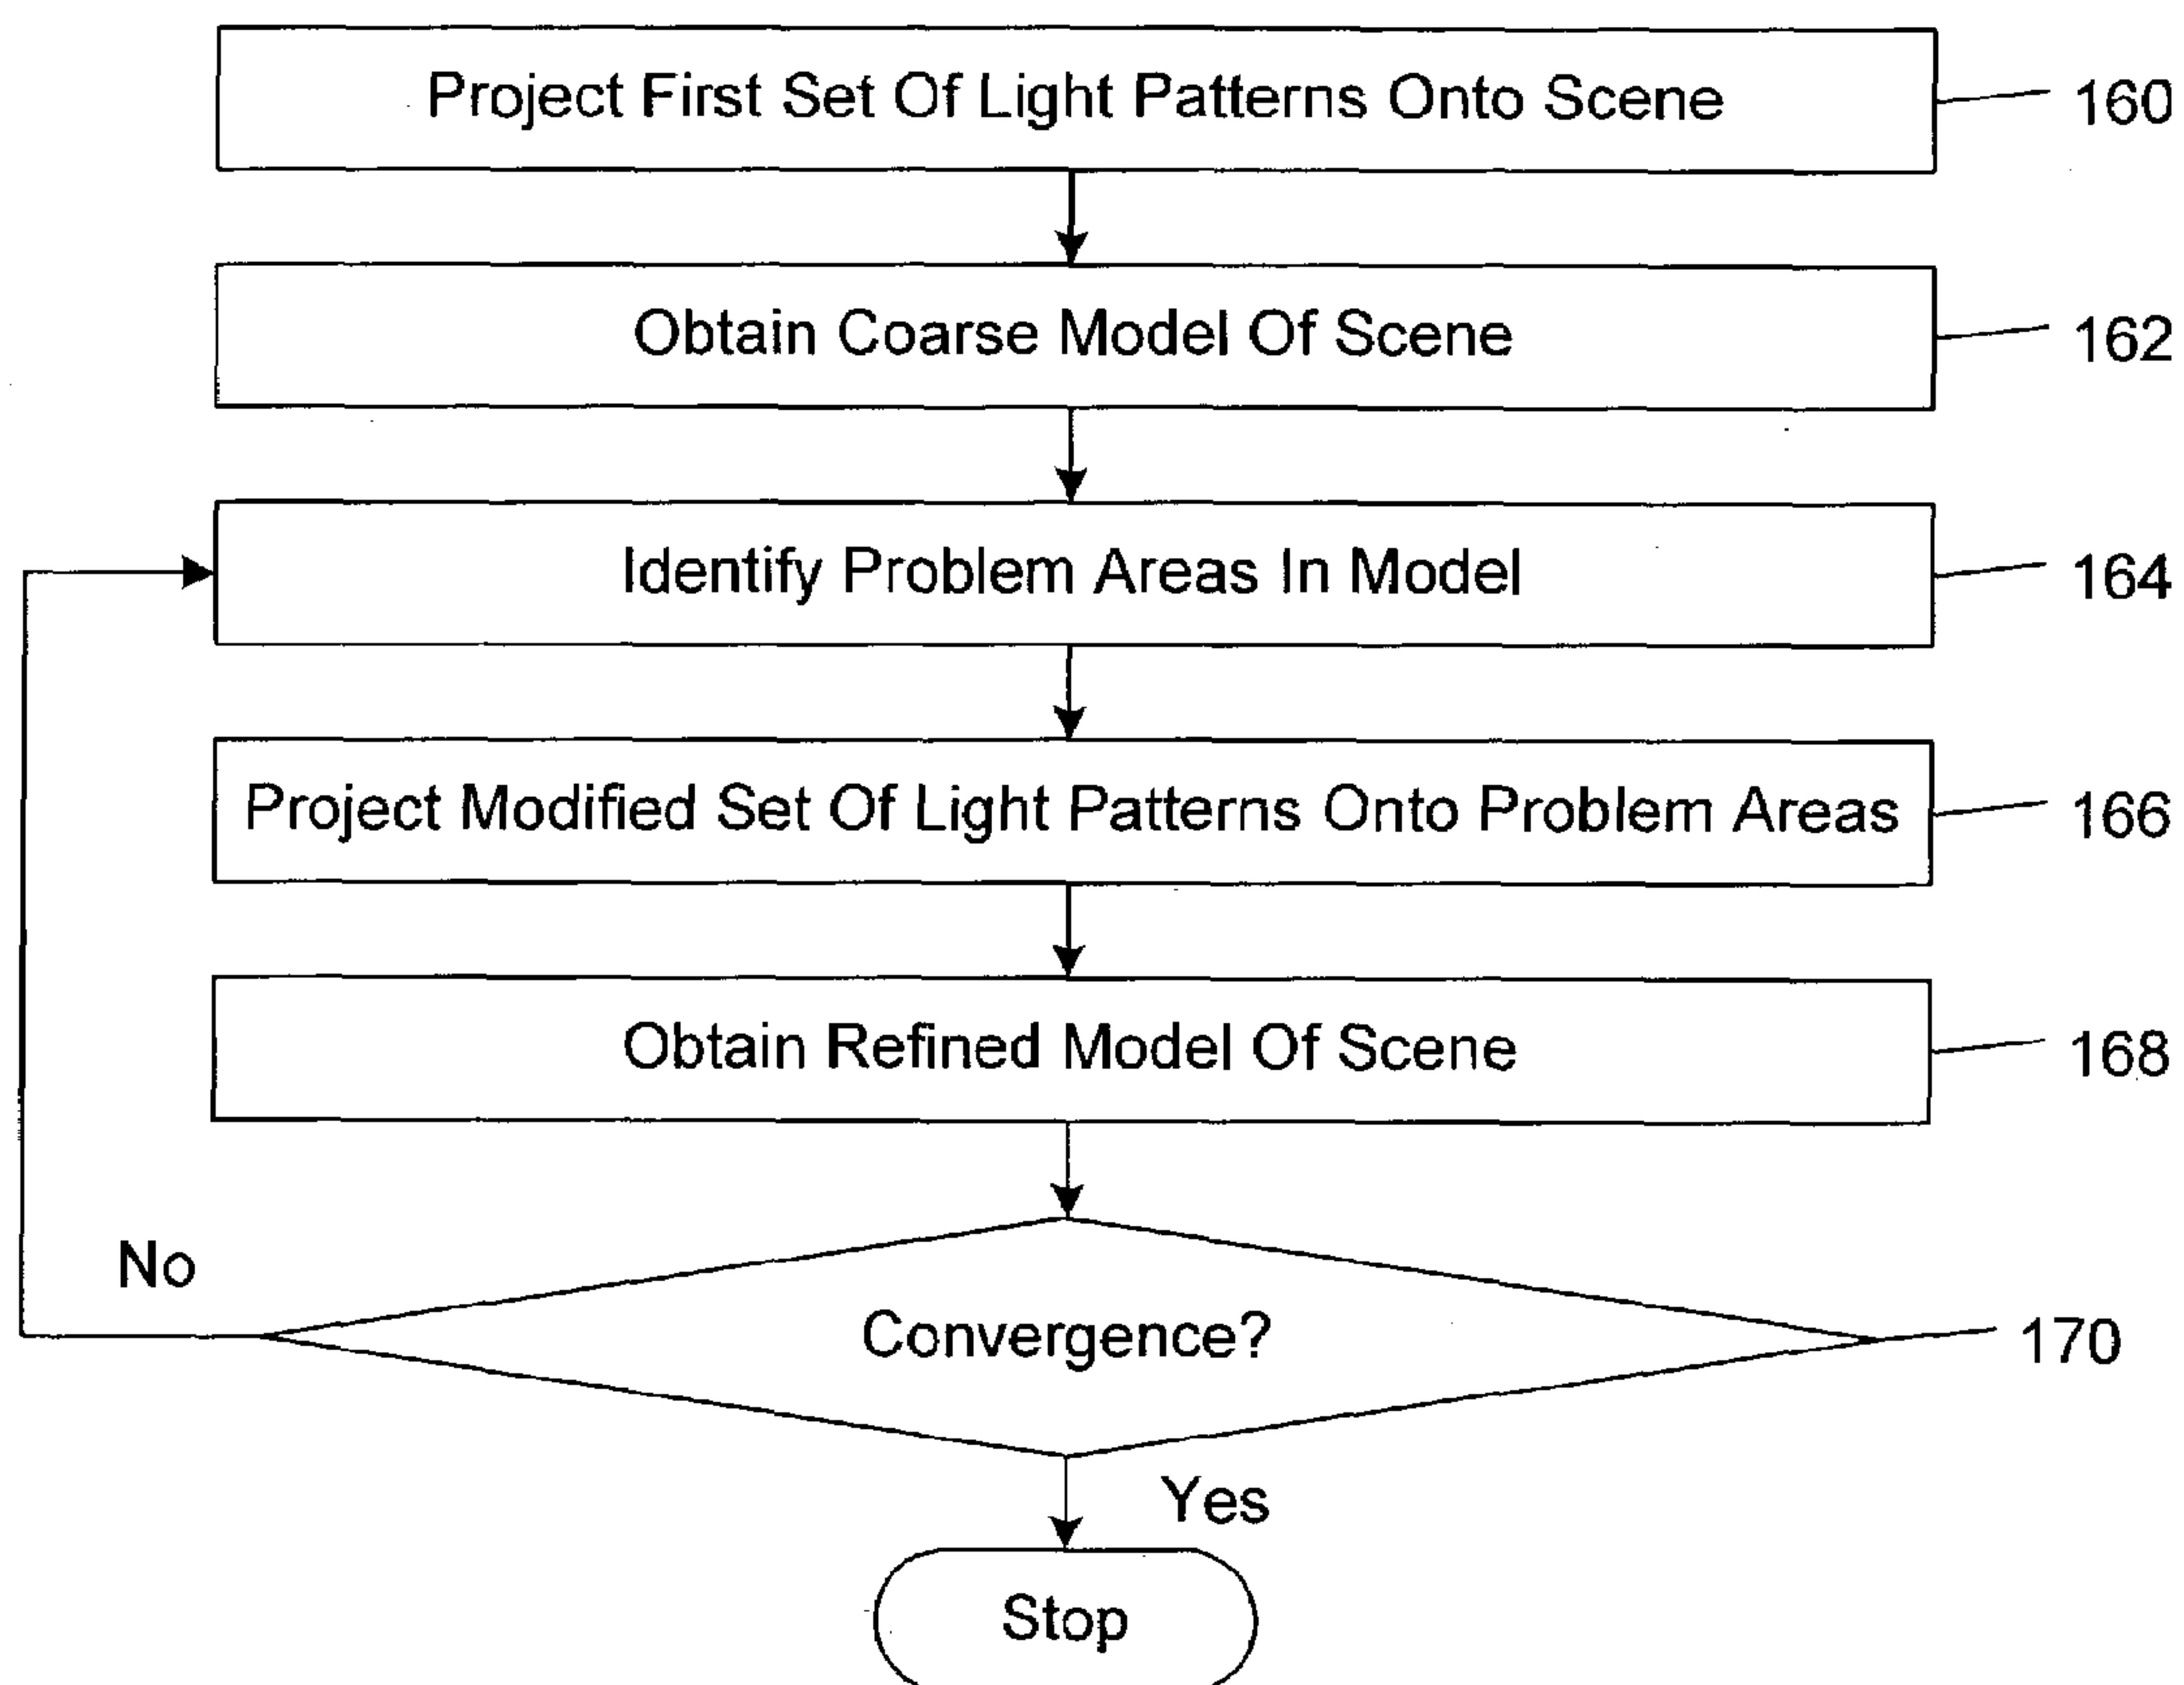 Project First Set Of Light Patterns Onto Scene
160
Obtain Coarse Model Of Scene
162
Identify Problem Areas In Model
164
Project Modified Set Of Light Patterns Onto Problem Areas
166
Obtain Refined Model Of Scene
168
No
Convergence?
170
Yes
Stop